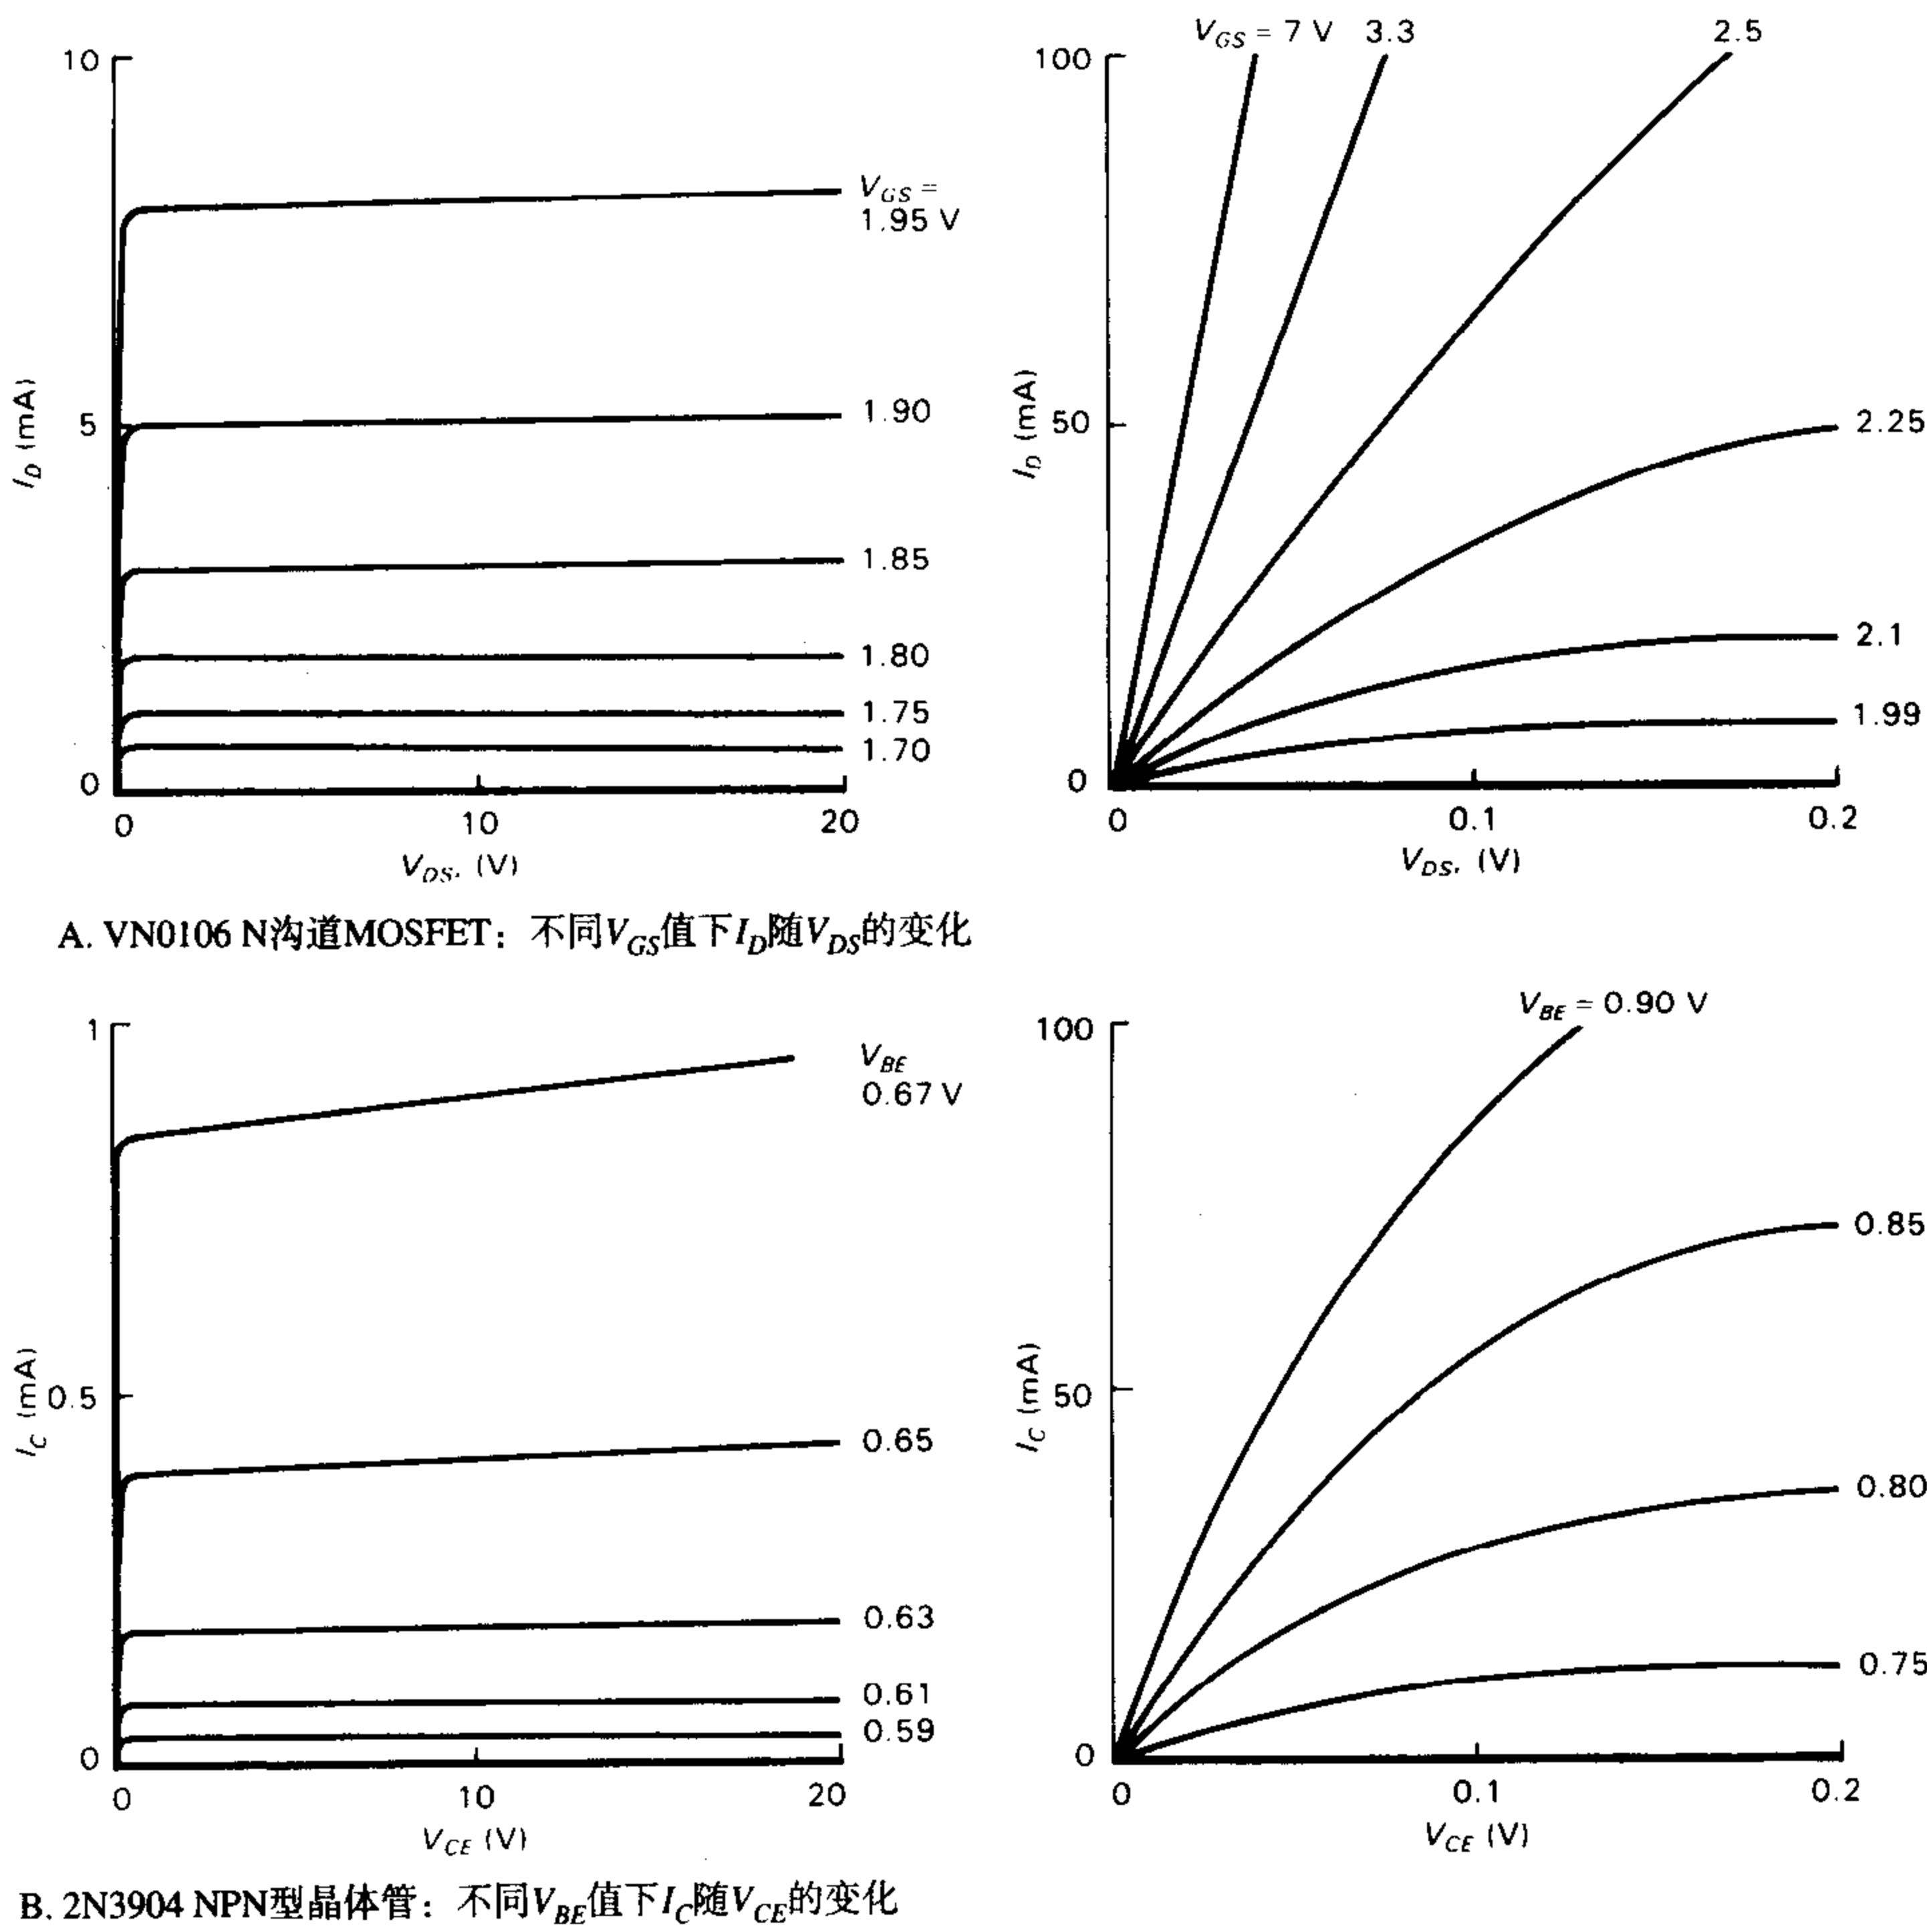 10
5
0
I_D (mA)
V_GS =
1.95 V
1.90
1.85
1.80
1.75
1.70
0
10
20
V_DS, (V)
V_GS = 7 V
3.3
2.5
100
50
0
I_D (mA)
2.25
2.1
1.99
0
0.1
0.2
V_DS, (V)
A. VN0106 N沟道MOSFET：不同V_GS值下I_D随V_DS的变化
1
0.5
0
I_C (mA)
V_BE
0.67 V
0.65
0.63
0.61
0.59
0
10
20
V_CE (V)
V_BE = 0.90 V
100
50
0
I_C (mA)
0.85
0.80
0.75
0
0.1
0.2
V_CE (V)
B. 2N3904 NPN型晶体管：不同V_BE值下I_C随V_CE的变化